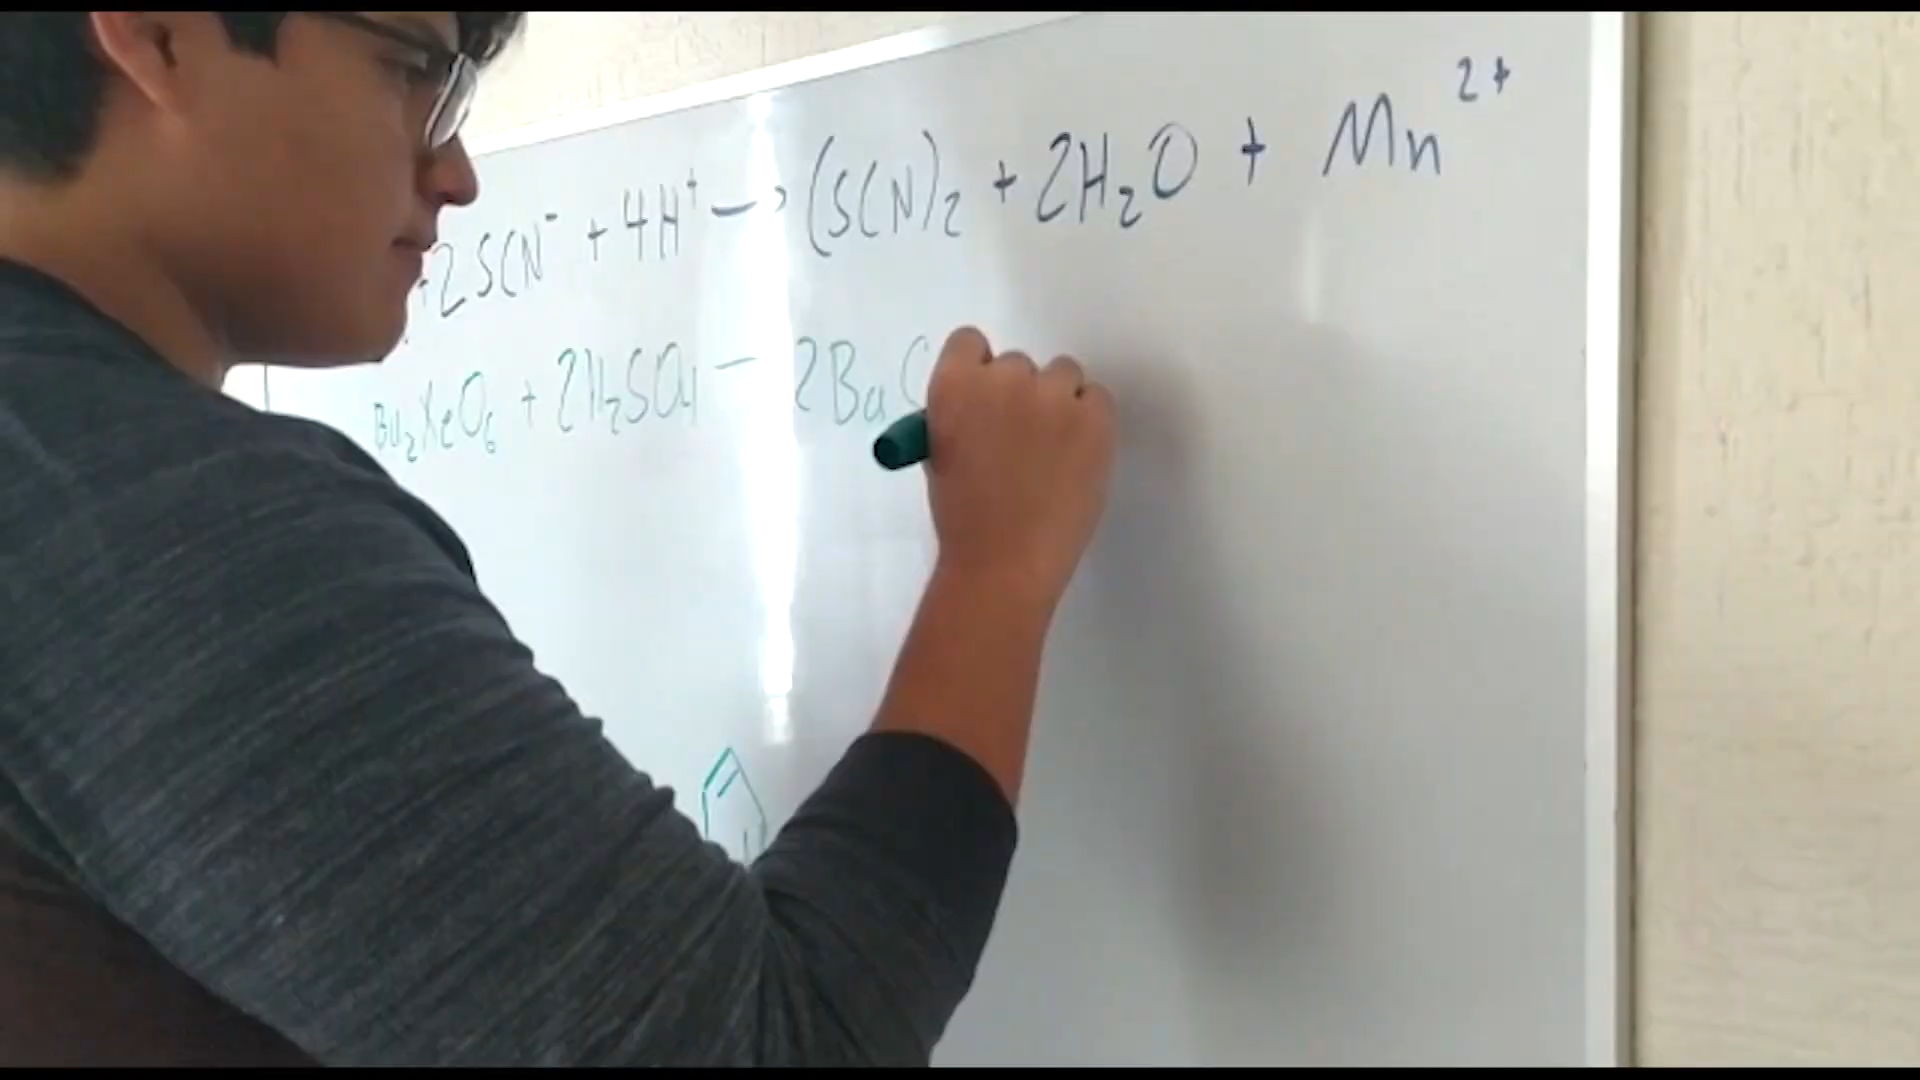 +2SCN⁻ + 4H⁺ → (SCN)₂ + 2H₂O + Mn²⁺
Ba₂XeO₆ + 2H₂SO₄ — 2Ba